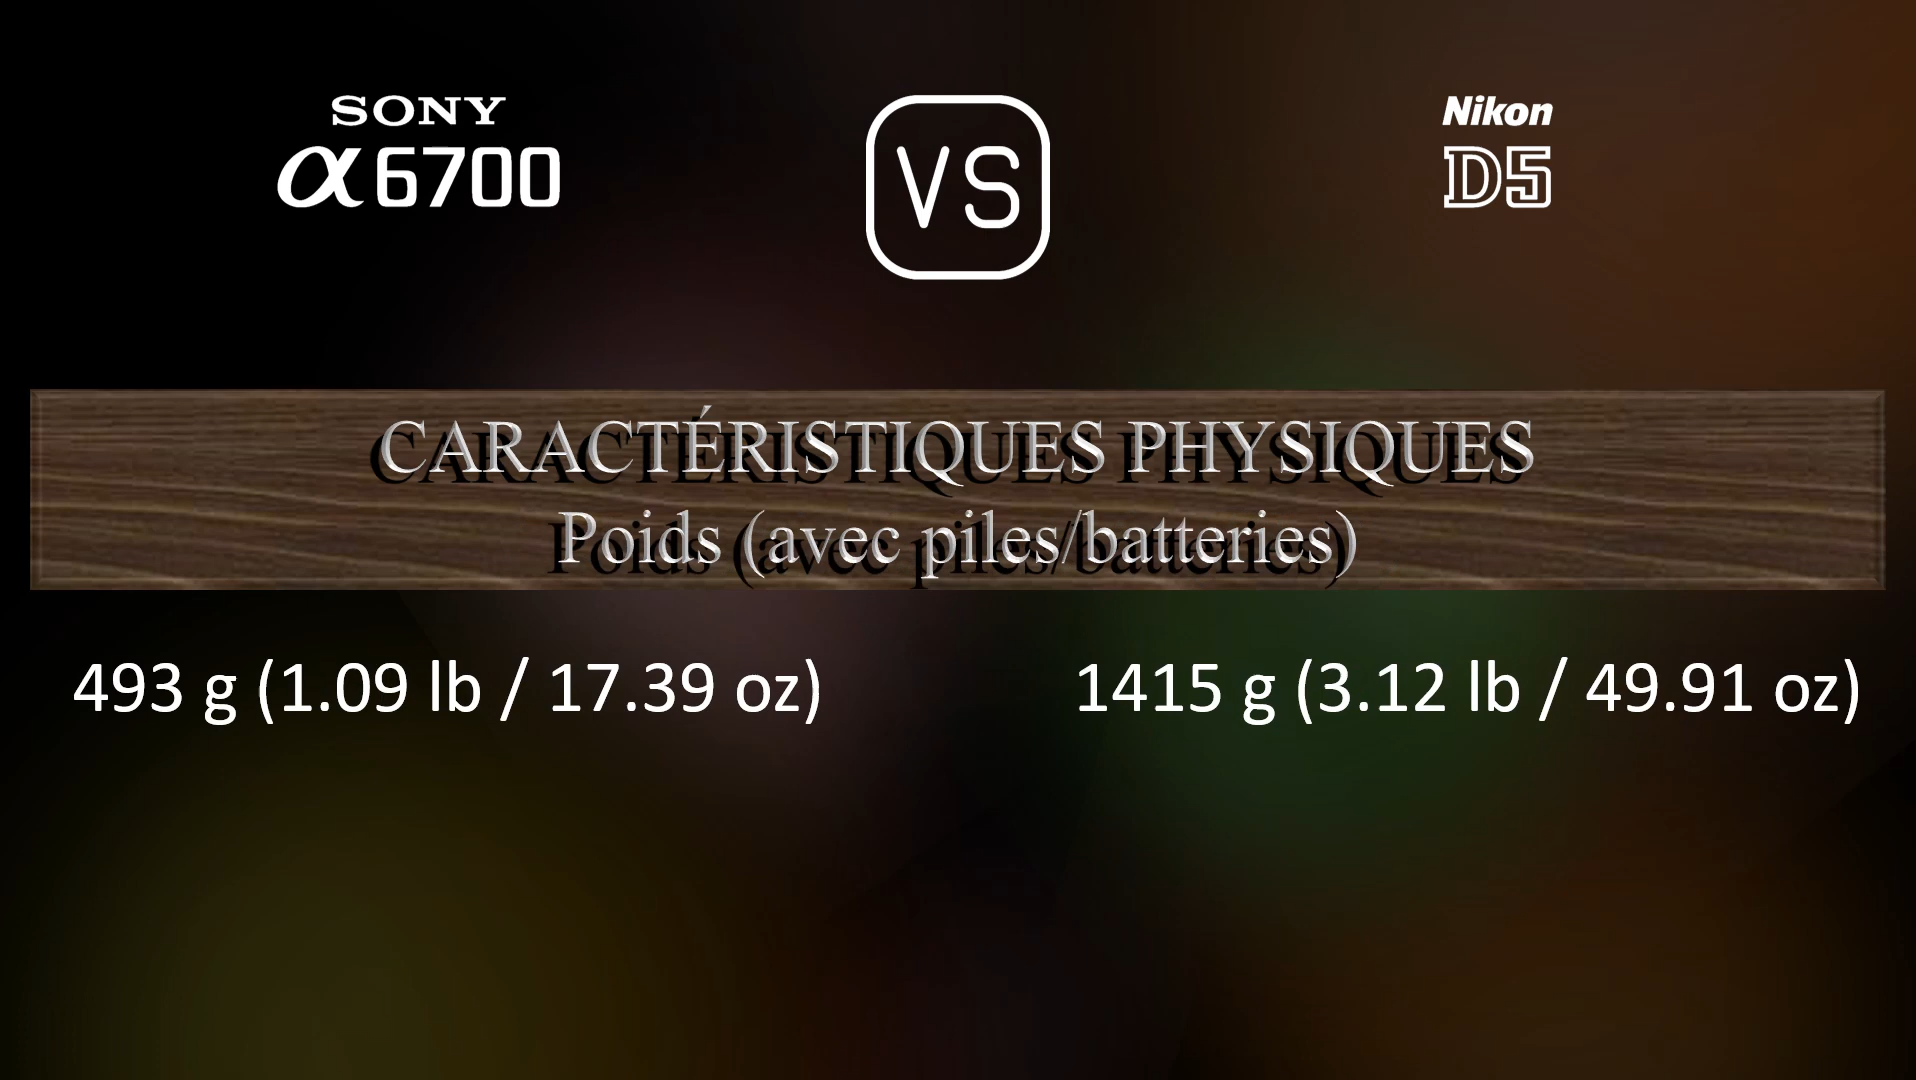 SONY
α6700
VS
Nikon
D5
CARACTÉRISTIQUES PHYSIQUES
Poids (avec piles/batteries)
493 g (1.09 lb / 17.39 oz)
1415 g (3.12 lb / 49.91 oz)